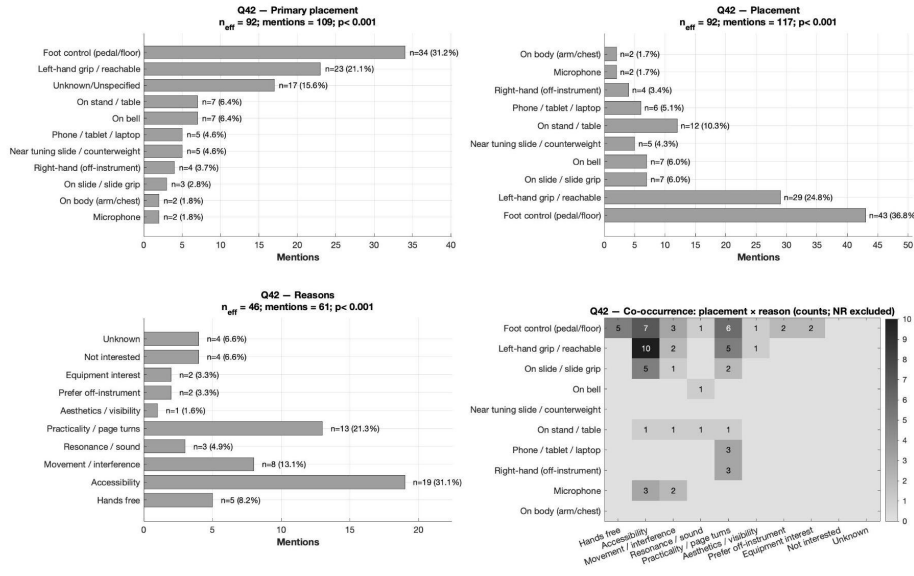 Q42 — Primary placement
n_eff = 92; mentions = 109; p< 0.001
Foot control (pedal/floor) n=34 (31.2%)
Left-hand grip / reachable n=23 (21.1%)
Unknown/Unspecified n=17 (15.6%)
On stand / table n=7 (6.4%)
On bell n=7 (6.4%)
Phone / tablet / laptop n=5 (4.6%)
Near tuning slide / counterweight n=5 (4.6%)
Right-hand (off-instrument) n=4 (3.7%)
On slide / slide grip n=3 (2.8%)
On body (arm/chest) n=2 (1.8%)
Microphone n=2 (1.8%)
0 5 10 15 20 25 30 35 40
Mentions
Q42 — Placement
n_eff = 92; mentions = 117; p< 0.001
On body (arm/chest) n=2 (1.7%)
Microphone n=2 (1.7%)
Right-hand (off-instrument) n=4 (3.4%)
Phone / tablet / laptop n=6 (5.1%)
On stand / table n=12 (10.3%)
Near tuning slide / counterweight n=5 (4.3%)
On bell n=7 (6.0%)
On slide / slide grip n=7 (6.0%)
Left-hand grip / reachable n=29 (24.8%)
Foot control (pedal/floor) n=43 (36.8%
0 5 10 15 20 25 30 35 40 45 50
Mentions
Q42 — Reasons
n_eff = 46; mentions = 61; p< 0.001
Unknown n=4 (6.6%)
Not interested n=4 (6.6%)
Equipment interest n=2 (3.3%)
Prefer off-instrument n=2 (3.3%)
Aesthetics / visibility n=1 (1.6%)
Practicality / page turns n=13 (21.3%)
Resonance / sound n=3 (4.9%)
Movement / interference n=8 (13.1%)
Accessibility n=19 (31.1%)
Hands free n=5 (8.2%)
0 5 10 15 20
Mentions
Q42 — Co-occurrence: placement × reason (counts; NR excluded)
Foot control (pedal/floor) 5 7 3 1 6 1 2 2
Left-hand grip / reachable 10 2 5 1
On slide / slide grip 5 1 2
On bell 1
Near tuning slide / counterweight
On stand / table 1 1 1 1
Phone / tablet / laptop 3
Right-hand (off-instrument) 3
Microphone 3 2
On body (arm/chest)
Hands free
Accessibility
Movement / interference
Resonance / sound
Practicality / page turns
Aesthetics / visibility
Prefer off-instrument
Equipment interest
Not interested
Unknown
10
9
8
7
6
5
4
3
2
1
0